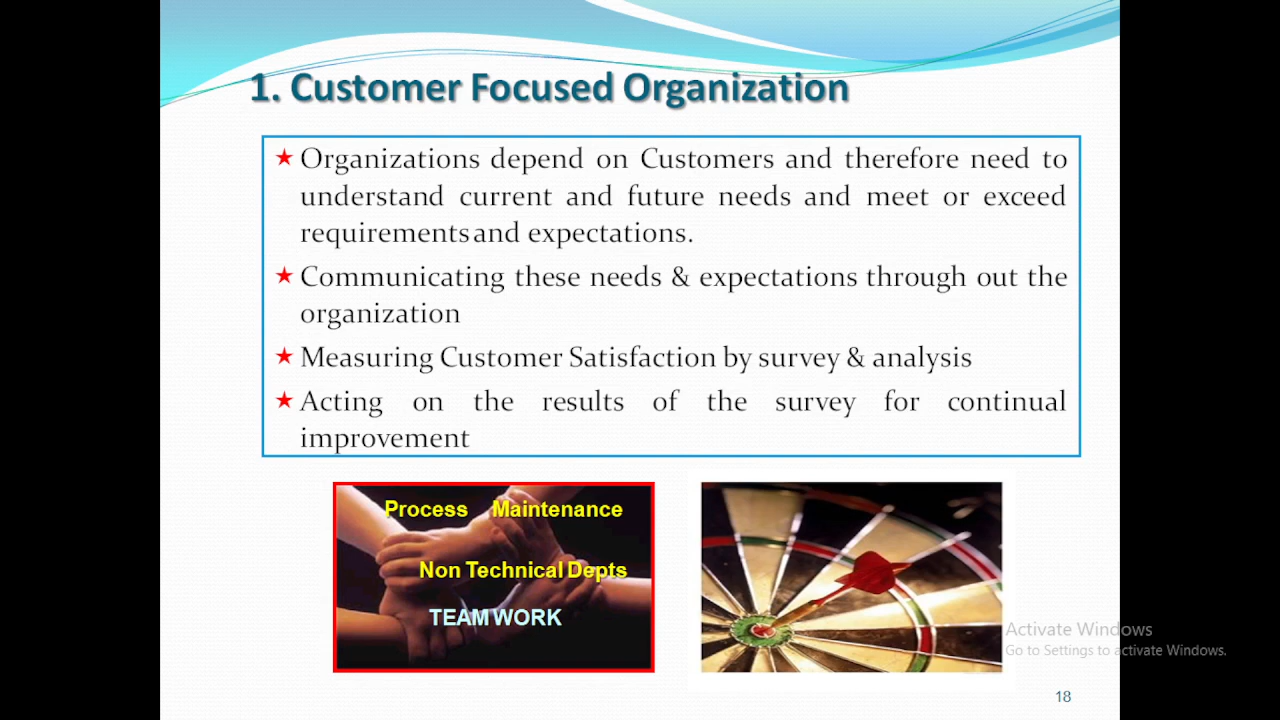 1. Customer Focused Organization
★ Organizations depend on Customers and therefore need to
understand current and future needs and meet or exceed
requirements and expectations.
★ Communicating these needs & expectations through out the
organization
★ Measuring Customer Satisfaction by survey & analysis
★ Acting on the results of the survey for continual
improvement
Process Maintenance
Non Technical Depts
TEAM WORK
Activate Windows
Go to Settings to activate Windows.
18